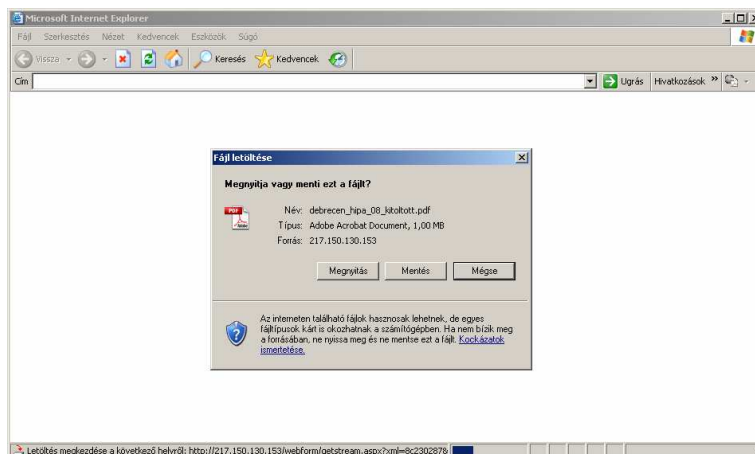 Microsoft Internet Explorer
Fájl Szerkesztés Nézet Kedvencek Eszközök Súgó
Vissza Keresés Kedvencek
Cím Ugrás Hivatkozások »
Fájl letöltése
Megnyitja vagy menti ezt a fájlt?
PDF
Név: debrecen_hipa_08_kitoltott.pdf
Típus: Adobe Acrobat Document, 1,00 MB
Forrás: 217.150.130.153
Megnyitás Mentés Mégse
Az interneten található fájlok hasznosak lehetnek, de egyes
fájltípusok kárt is okozhatnak a számítógépben. Ha nem bízik meg
a forrásában, ne nyissa meg és ne mentse ezt a fájlt. Kockázatok
ismertetése.
Letöltés megkezdése a következő helyről: http://217.150.130.153/webform/getstream.aspx?xml=8c2302876